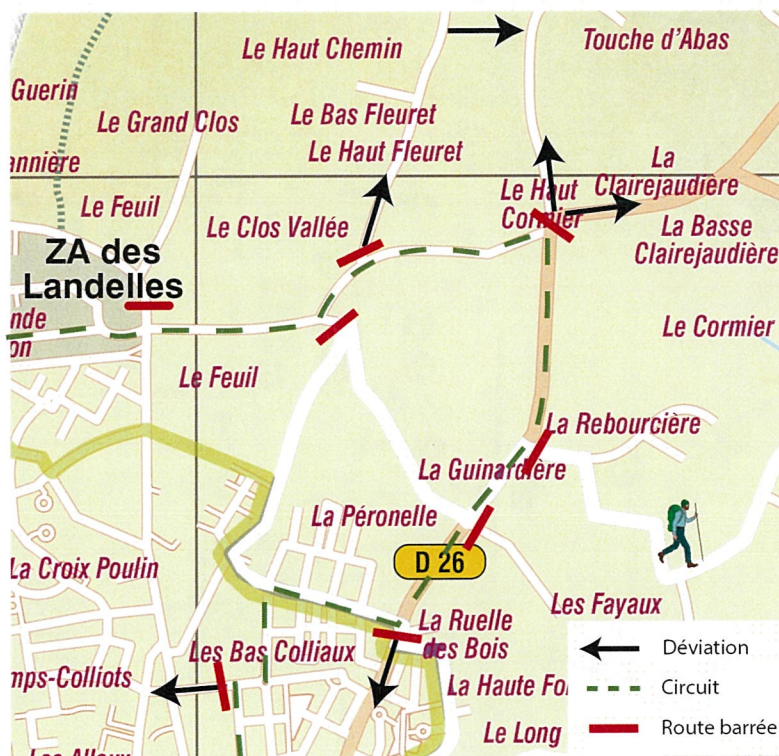 Le Haut Chemin
Touche d'Abas
Guerin
Le Bas Fleuret
Le Grand Clos
Le Haut Fleuret
annière
La
Clairejaudière
Le Haut
Cormier
Le Feuil
Le Clos Vallée
La Basse
Clairejaudière
ZA des
Landelles
nde
on
Le Cormier
Le Feuil
La Rebourcière
La Guinardière
La Péronelle
D 26
La Croix Poulin
Les Fayaux
La Ruelle
des Bois
Les Bas Colliaux
mps-Colliots
La Haute Fo
Le Long
Déviation
Circuit
Route barrée